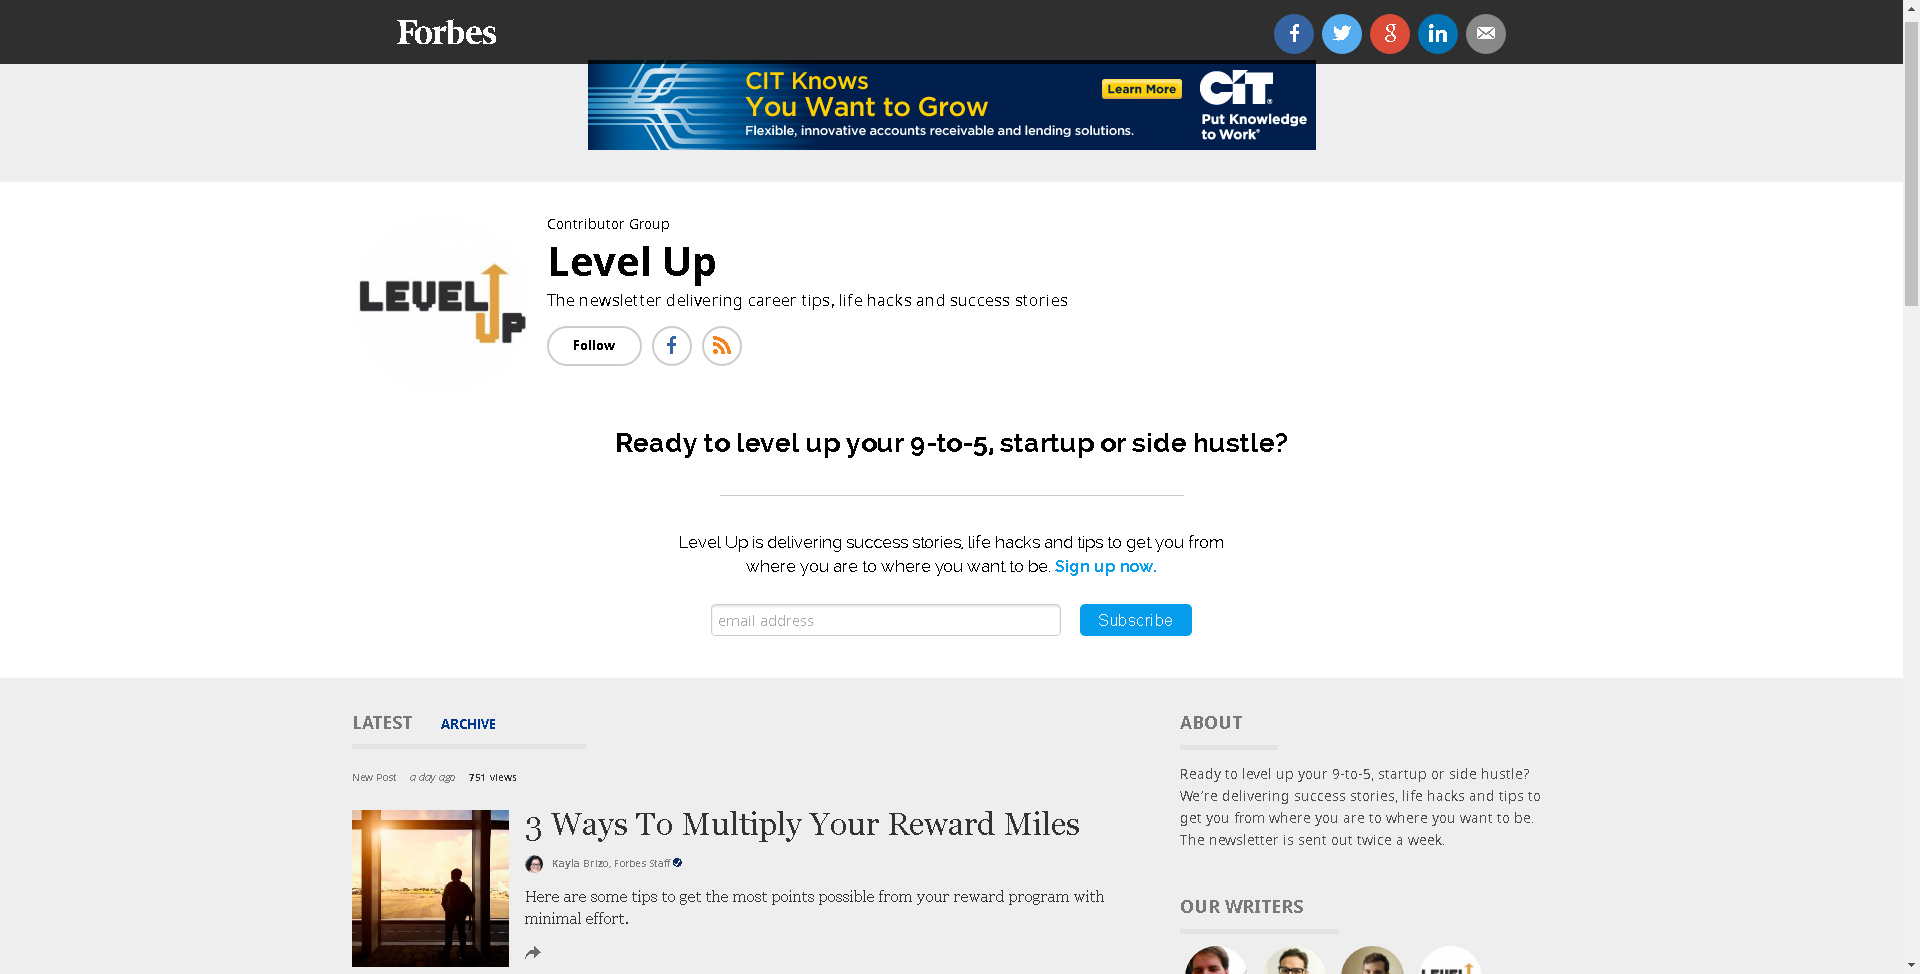 Forbes
CIT Knows
You Want to Grow
Flexible, innovative accounts receivable and lending solutions.
Learn More
CIT
Put Knowledge
to Work®
Contributor Group
Level Up
The newsletter delivering career tips, life hacks and success stories
LEVEL UP
Follow
Ready to level up your 9-to-5, startup or side hustle?
Level Up is delivering success stories, life hacks and tips to get you from
where you are to where you want to be. Sign up now.
email address
Subscribe
LATEST
ARCHIVE
New Post a day ago 751 views
3 Ways To Multiply Your Reward Miles
Kayla Brizo, Forbes Staff
Here are some tips to get the most points possible from your reward program with
minimal effort.
ABOUT
Ready to level up your 9-to-5, startup or side hustle?
We're delivering success stories, life hacks and tips to
get you from where you are to where you want to be.
The newsletter is sent out twice a week.
OUR WRITERS
LEVEL